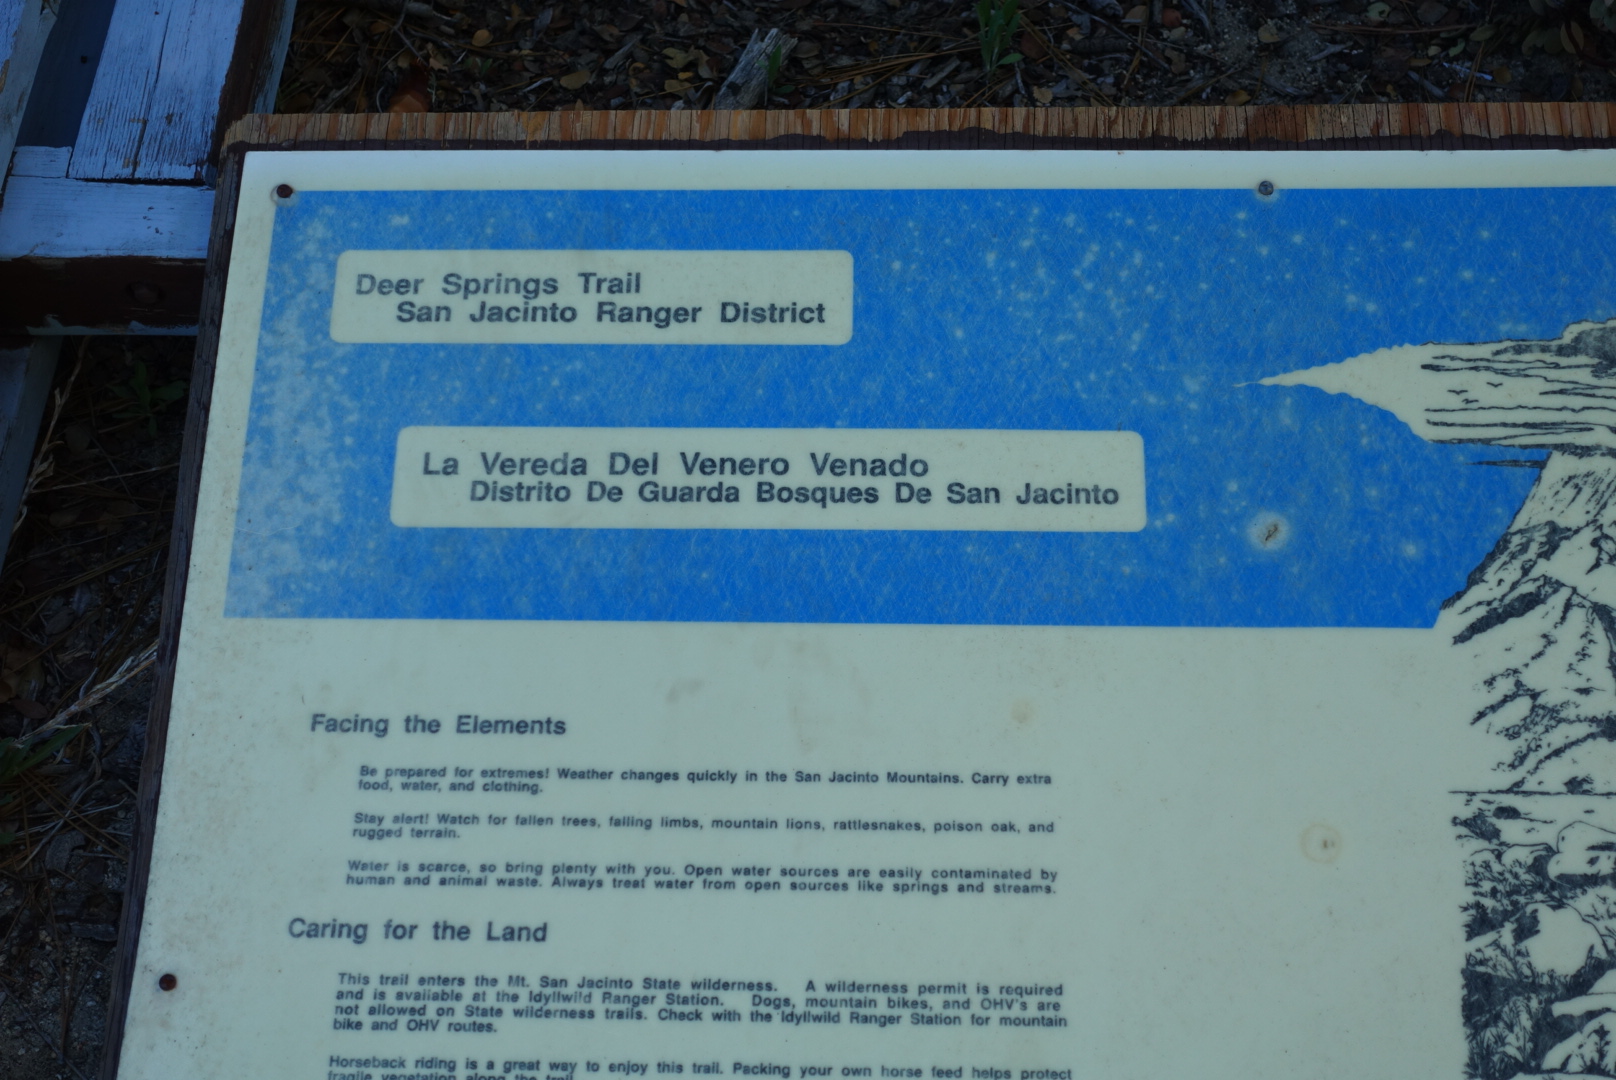 Deer Springs Trail
San Jacinto Ranger District
La Vereda Del Venero Venado
Distrito De Guarda Bosques De San Jacinto
Facing the Elements
Be prepared for extremes! Weather changes quickly in the San Jacinto Mountains. Carry extra
food, water, and clothing.
Stay alert! Watch for fallen trees, falling limbs, mountain lions, rattlesnakes, poison oak, and
rugged terrain.
Water is scarce, so bring plenty with you. Open water sources are easily contaminated by
human and animal waste. Always treat water from open sources like springs and streams.
Caring for the Land
This trail enters the Mt. San Jacinto State wilderness. A wilderness permit is required
and is available at the Idyllwild Ranger Station. Dogs, mountain bikes, and OHV's are
not allowed on State wilderness trails. Check with the Idyllwild Ranger Station for mountain
bike and OHV routes.
Horseback riding is a great way to enjoy this trail. Packing your own horse feed helps protect
fragile vegetation along the trail.